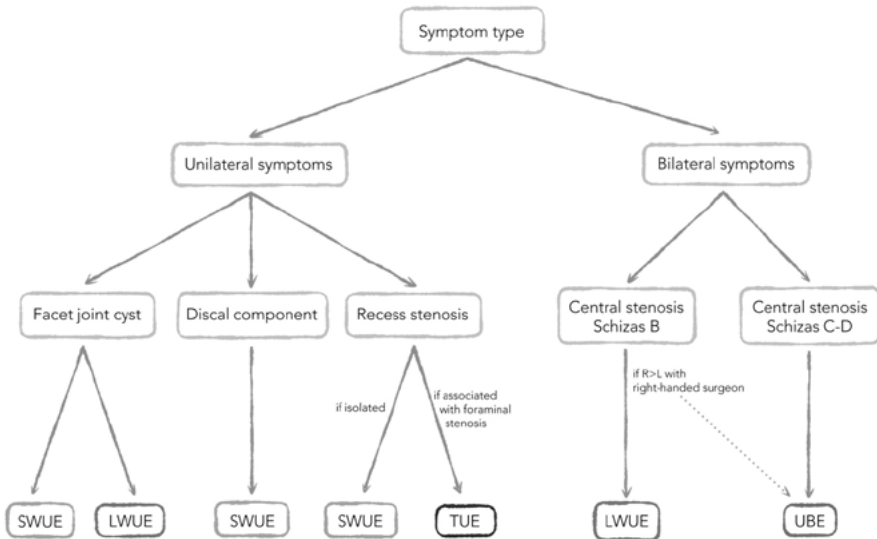 Symptom type
Unilateral symptoms
Bilateral symptoms
Facet joint cyst
Discal component
Recess stenosis
Central stenosis
Schizas B
Central stenosis
Schizas C-D
if isolated
if associated
with foraminal
stenosis
if R>L with
right-handed surgeon
SWUE
LWUE
SWUE
SWUE
TUE
LWUE
UBE